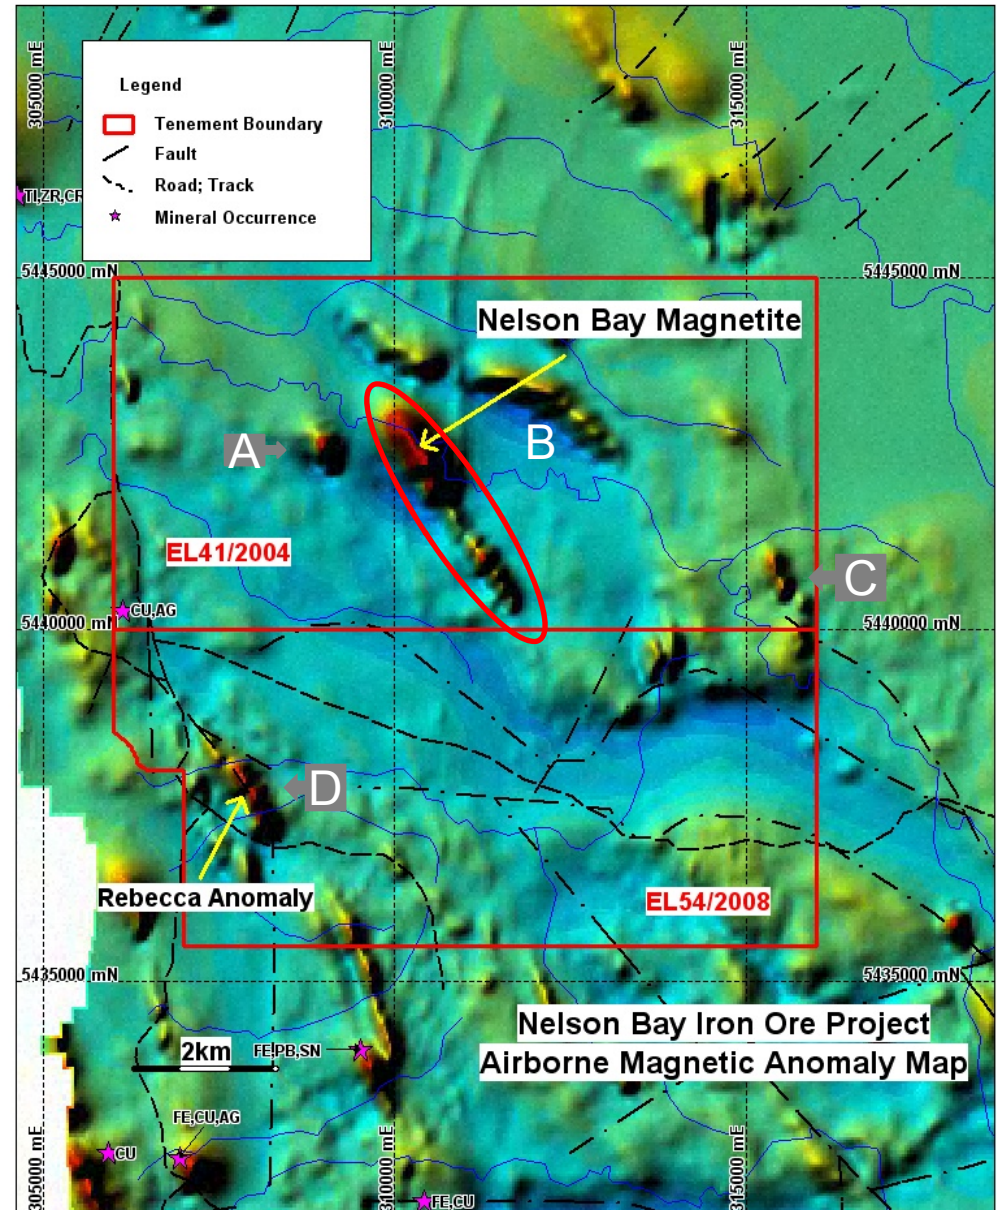 305000 mE
310000 mE
315000 mE
Legend
Tenement Boundary
Fault
Road; Track
Mineral Occurrence
TI,ZR,CR
5445000 mN
5445000 mN
Nelson Bay Magnetite
A
B
EL41/2004
C
CU,AG
5440000 mN
5440000 mN
D
Rebecca Anomaly
EL54/2008
5435000 mN
5435000 mN
Nelson Bay Iron Ore Project
Airborne Magnetic Anomaly Map
2km
FE,PB,SN
FE,CU,AG
CU
305000 mE
310000 mE
315000 mE
FE,CU